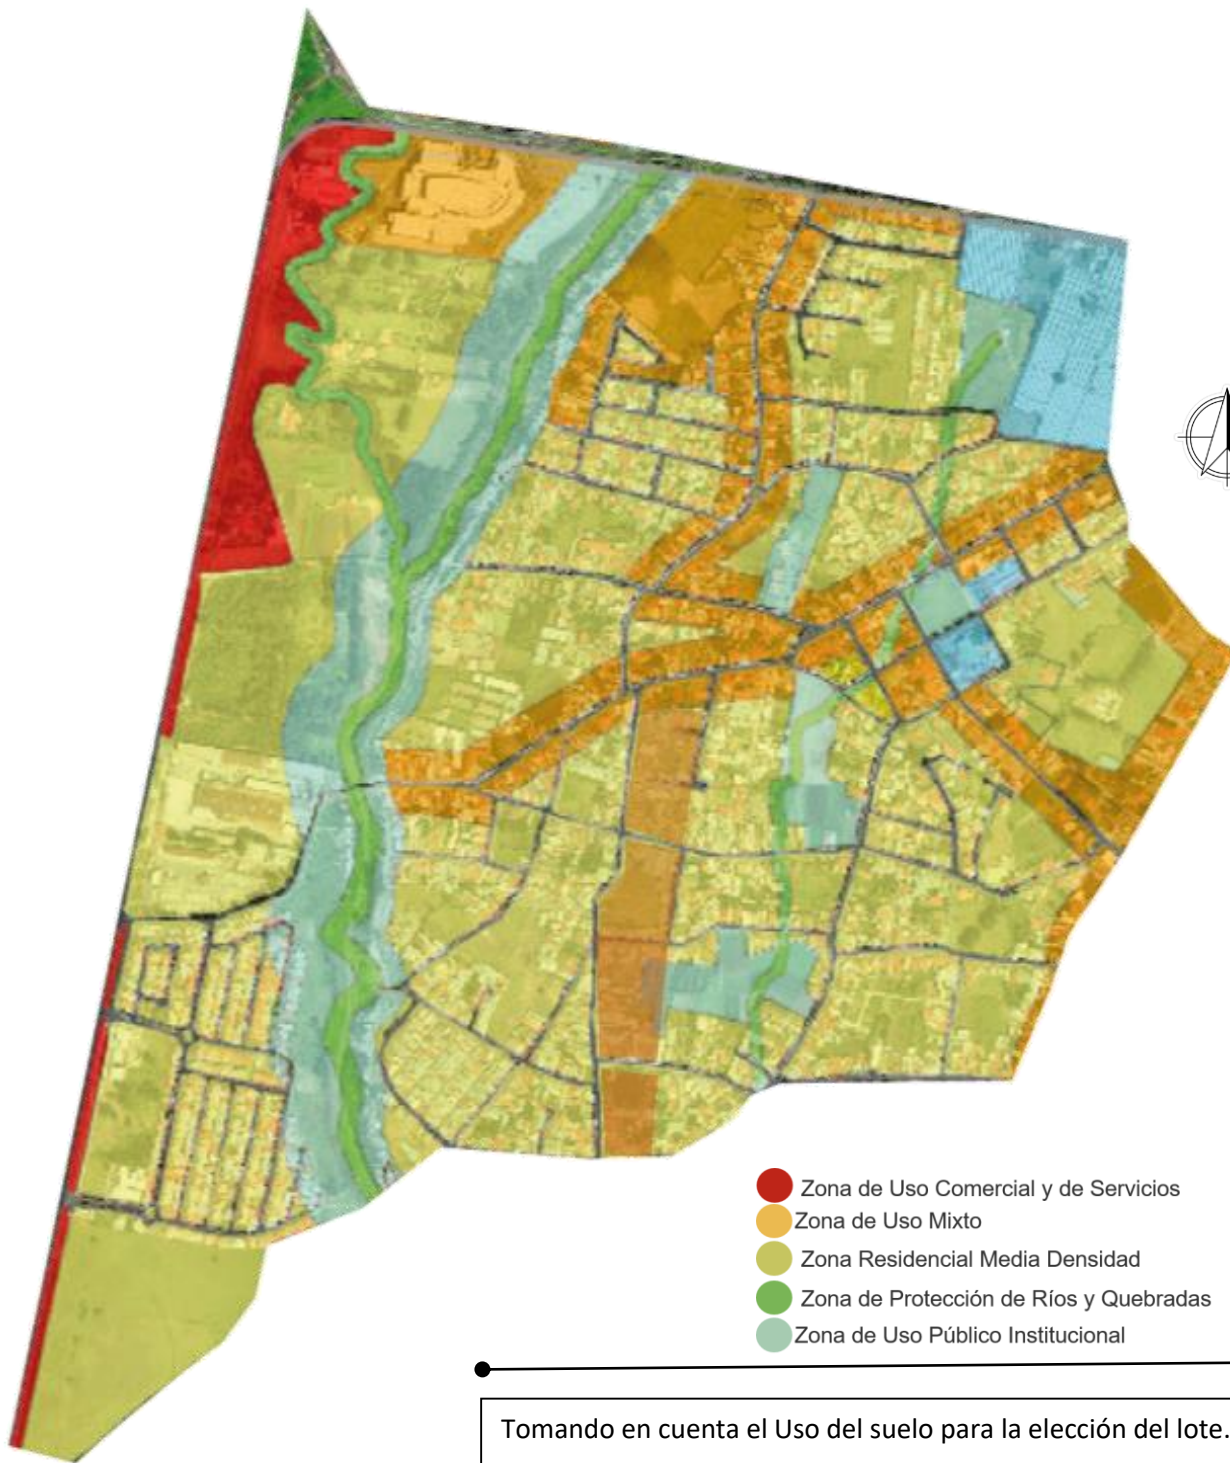 Zona de Uso Comercial y de Servicios
Zona de Uso Mixto
Zona Residencial Media Densidad
Zona de Protección de Ríos y Quebradas
Zona de Uso Público Institucional
Tomando en cuenta el Uso del suelo para la elección del lote.